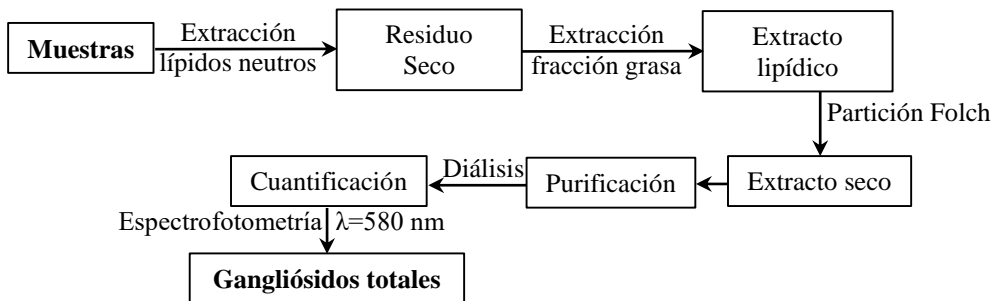 Muestras
Extracción
lípidos neutros
Residuo
Seco
Extracción
fracción grasa
Extracto
lipídico
Partición Folch
Extracto seco
Purificación
Diálisis
Cuantificación
Espectrofotometría λ=580 nm
Gangliósidos totales